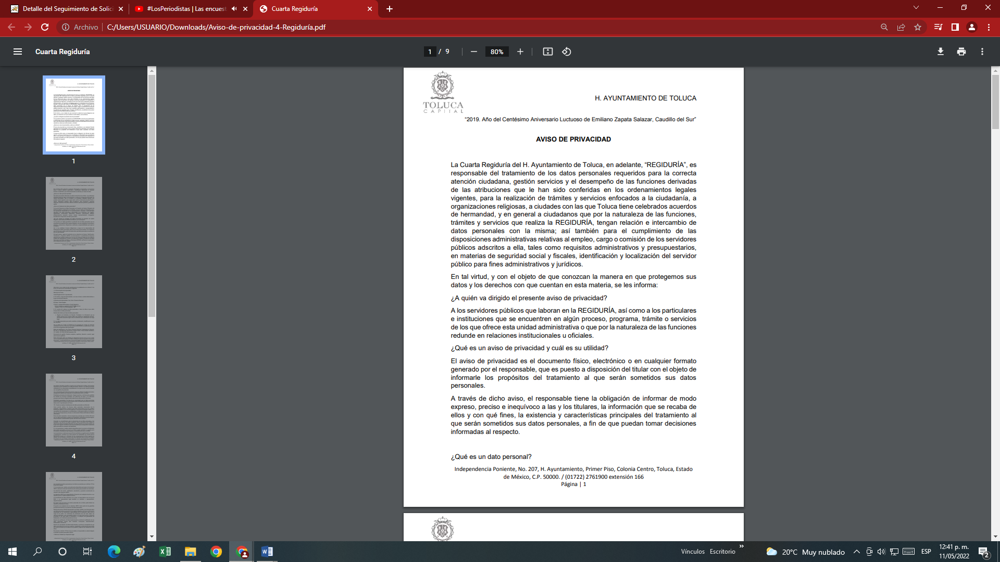 Detalle del Seguimiento de Solici
#LosPeriodistas | Las encuest
Cuarta Regiduría
Archivo
C:/Users/USUARIO/Downloads/Aviso-de-privacidad-4-Regiduría.pdf
Cuarta Regiduría
1 / 9
80%
1
2
3
4
TOLUCA
CAPITAL
H. AYUNTAMIENTO DE TOLUCA
“2019. Año del Centésimo Aniversario Luctuoso de Emiliano Zapata Salazar, Caudillo del Sur”
AVISO DE PRIVACIDAD
La Cuarta Regiduría del H. Ayuntamiento de Toluca, en adelante, “REGIDURÍA”, es
responsable del tratamiento de los datos personales requeridos para la correcta
atención ciudadana, gestión servicios y el desempeño de las funciones derivadas
de las atribuciones que le han sido conferidas en los ordenamientos legales
vigentes, para la realización de trámites y servicios enfocados a la ciudadanía, a
organizaciones religiosas, a ciudades con las que Toluca tiene celebrados acuerdos
de hermandad, y en general a ciudadanos que por la naturaleza de las funciones,
trámites y servicios que realiza la REGIDURÍA, tengan relación e intercambio de
datos personales con la misma; así también para el cumplimiento de las
disposiciones administrativas relativas al empleo, cargo o comisión de los servidores
públicos adscritos a ella, tales como requisitos administrativos y presupuestarios,
en materias de seguridad social y fiscales, identificación y localización del servidor
público para fines administrativos y jurídicos.
En tal virtud, y con el objeto de que conozcan la manera en que protegemos sus
datos y los derechos con que cuentan en esta materia, se les informa:
¿A quién va dirigido el presente aviso de privacidad?
A los servidores públicos que laboran en la REGIDURÍA, así como a los particulares
e instituciones que se encuentren en algún proceso, programa, trámite o servicios
de los que ofrece esta unidad administrativa o que por la naturaleza de las funciones
redunde en relaciones institucionales u oficiales.
¿Qué es un aviso de privacidad y cuál es su utilidad?
El aviso de privacidad es el documento físico, electrónico o en cualquier formato
generado por el responsable, que es puesto a disposición del titular con el objeto de
informarle los propósitos del tratamiento al que serán sometidos sus datos
personales.
A través de dicho aviso, el responsable tiene la obligación de informar de modo
expreso, preciso e inequívoco a las y los titulares, la información que se recaba de
ellos y con qué fines, la existencia y características principales del tratamiento al
que serán sometidos sus datos personales, a fin de que puedan tomar decisiones
informadas al respecto.
¿Qué es un dato personal?
Independencia Poniente, No. 207, H. Ayuntamiento, Primer Piso, Colonia Centro, Toluca, Estado
de México, C.P. 50000. / (01722) 2761900 extensión 166
Página | 1
Vínculos Escritorio »
20°C Muy nublado
ESP
12:41 p. m.
11/05/2022
2